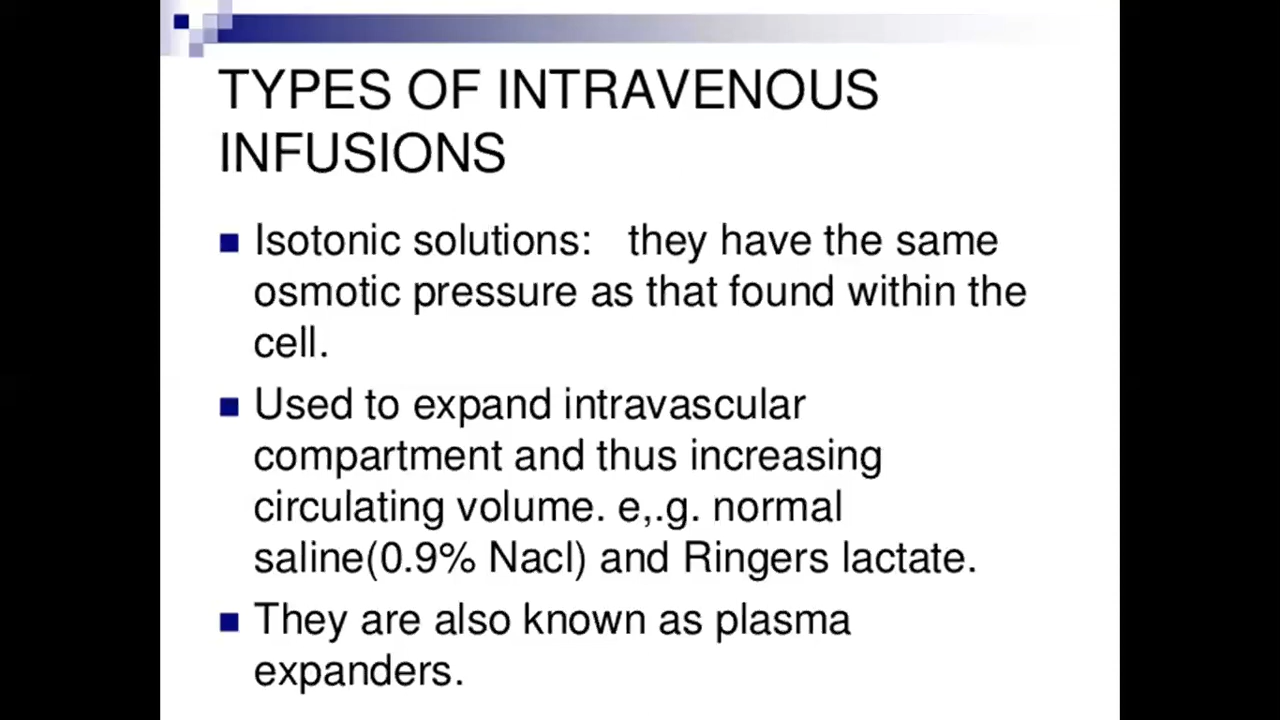 TYPES OF INTRAVENOUS
INFUSIONS
Isotonic solutions: they have the same
osmotic pressure as that found within the
cell.
Used to expand intravascular
compartment and thus increasing
circulating volume. e,.g. normal
saline(0.9% Nacl) and Ringers lactate.
They are also known as plasma
expanders.